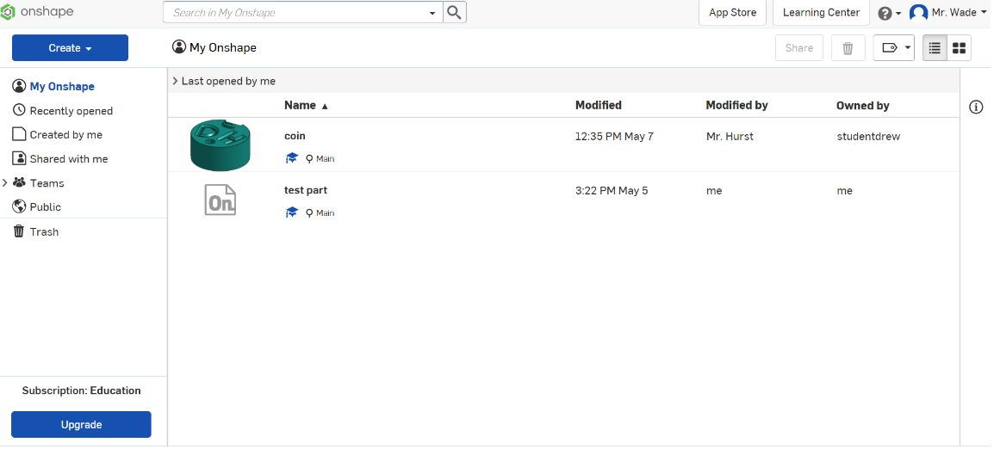 onshape
Search in My Onshape
App Store
Learning Center
Mr. Wade
Create
My Onshape
Share
My Onshape
Recently opened
Created by me
Shared with me
Teams
Public
Trash
Last opened by me
Name ▲ Modified Modified by Owned by
coin 12:35 PM May 7 Mr. Hurst studentdrew
Main
test part 3:22 PM May 5 me me
On
Main
Subscription: Education
Upgrade